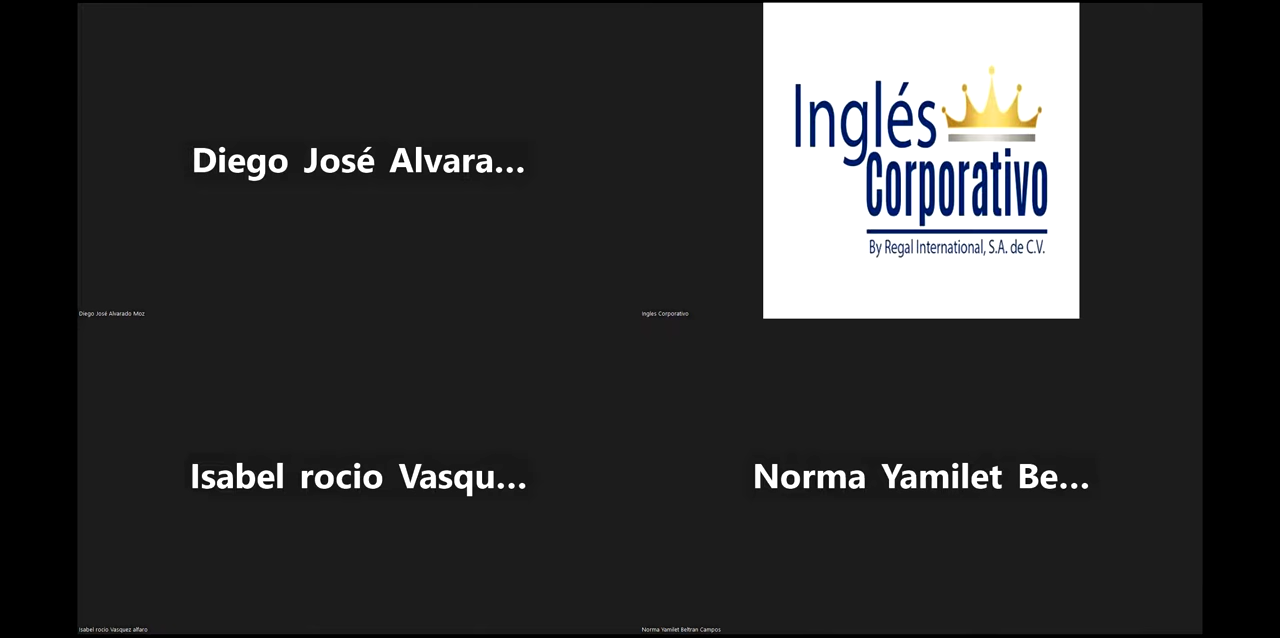 Diego José Alvara...
Diego José Alvarado Moz
Inglés
Corporativo
By Regal International, S.A. de C.V.
Ingles Corporativo
Isabel rocio Vasqu...
Isabel rocio Vasquez alfaro
Norma Yamilet Be...
Norma Yamilet Beltran Campos